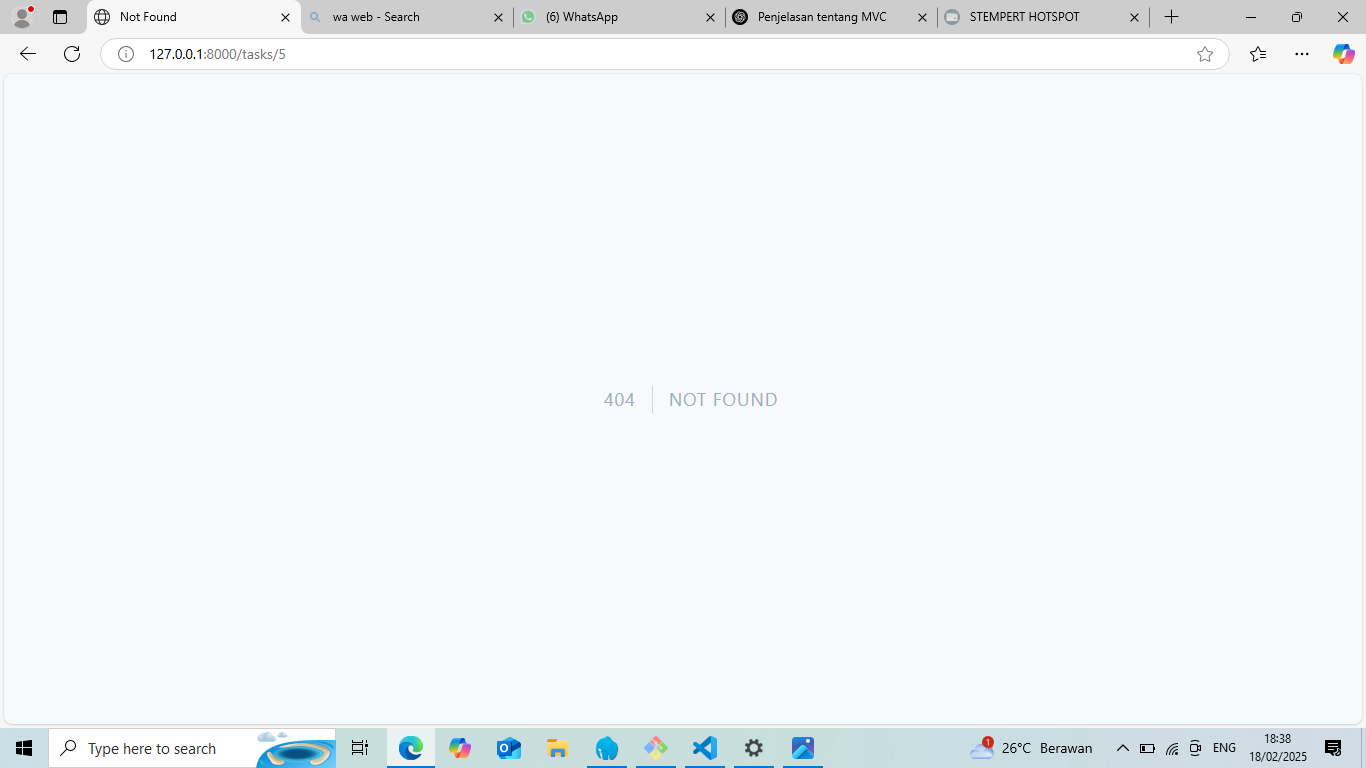 Not Found
wa web - Search
(6) WhatsApp
Penjelasan tentang MVC
STEMPERT HOTSPOT
127.0.0.1:8000/tasks/5
404
NOT FOUND
Type here to search
1
26°C Berawan
ENG
18:38
18/02/2025